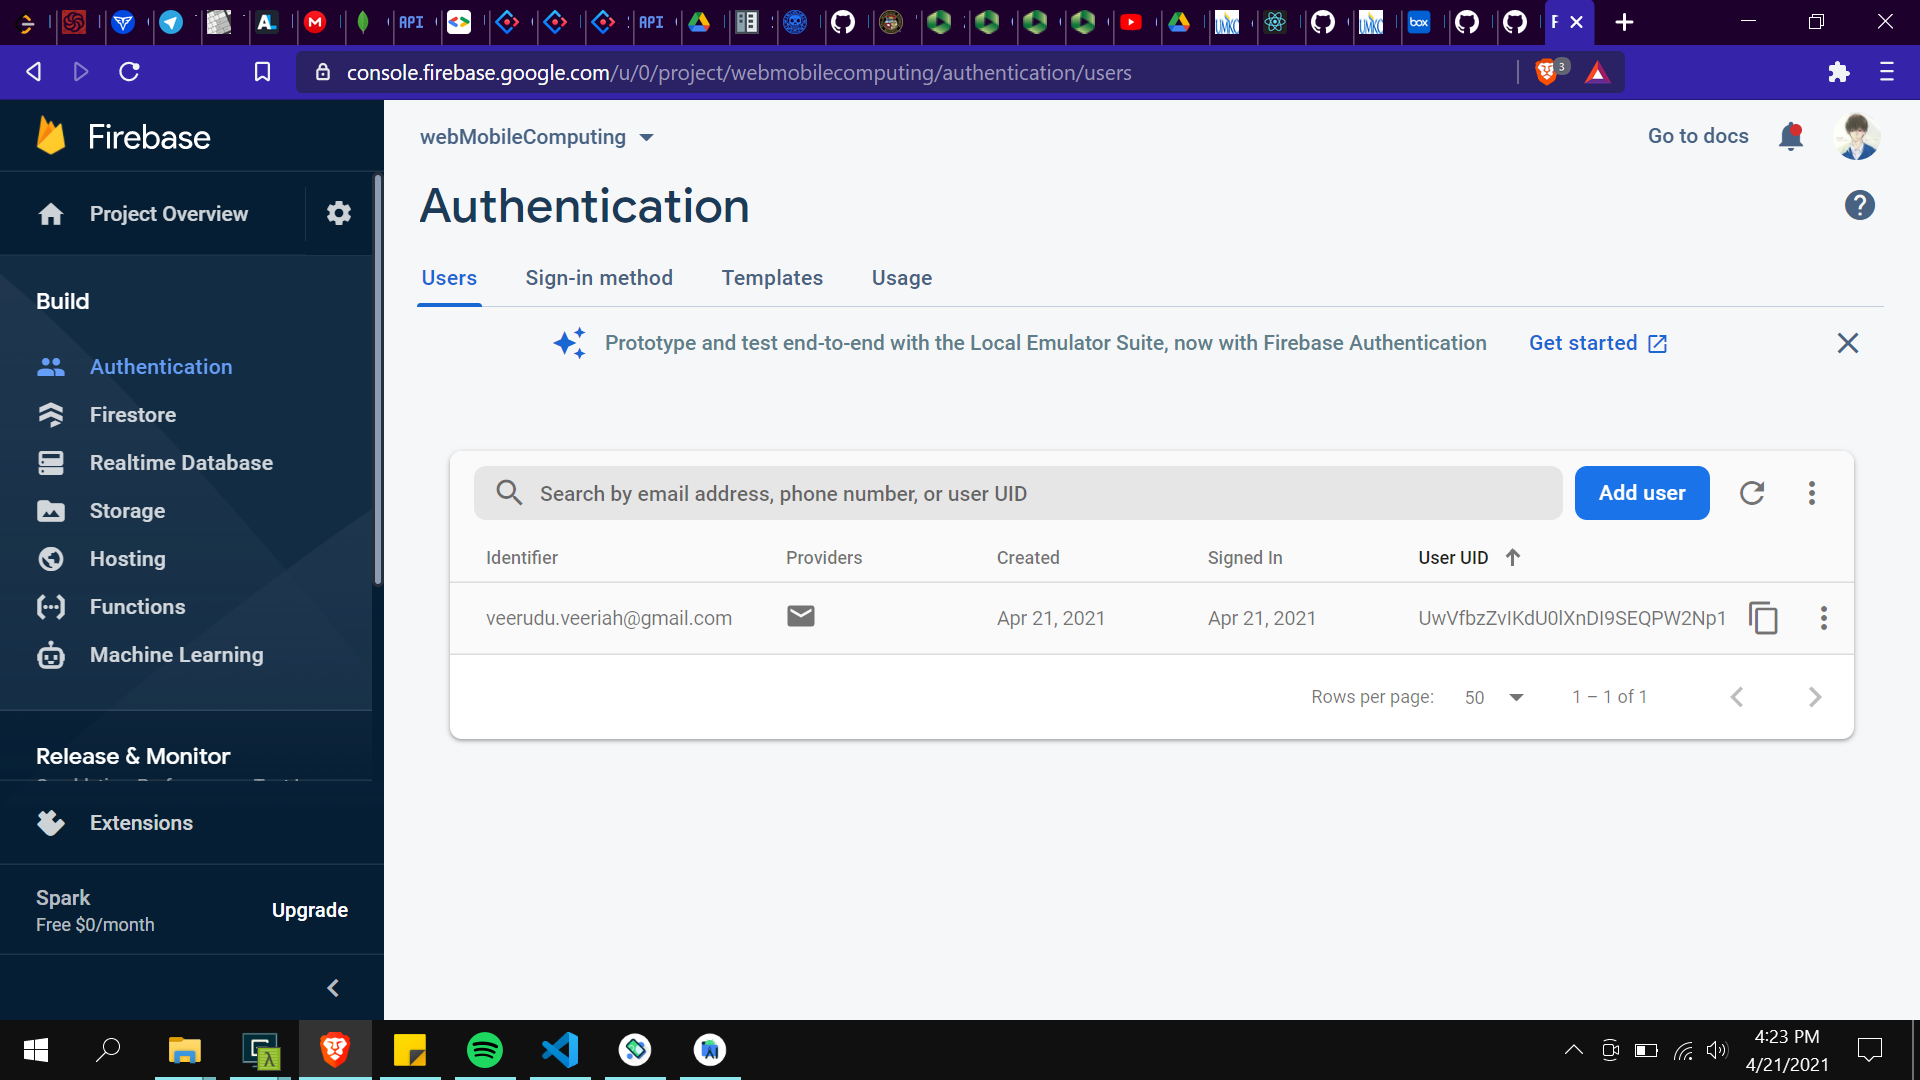 console.firebase.google.com/u/0/project/webmobilecomputing/authentication/users
3
Firebase
webMobileComputing
Go to docs
Project Overview
Authentication
Users
Sign-in method
Templates
Usage
Build
Prototype and test end-to-end with the Local Emulator Suite, now with Firebase Authentication
Get started
Authentication
Firestore
Realtime Database
Storage
Hosting
Functions
Machine Learning
Search by email address, phone number, or user UID
Add user
Identifier
Providers
Created
Signed In
User UID
veerudu.veeriah@gmail.com
Apr 21, 2021
Apr 21, 2021
Rows per page:
50
1 – 1 of 1
Release & Monitor
Extensions
Spark
Free $0/month
Upgrade
4:23 PM
4/21/2021